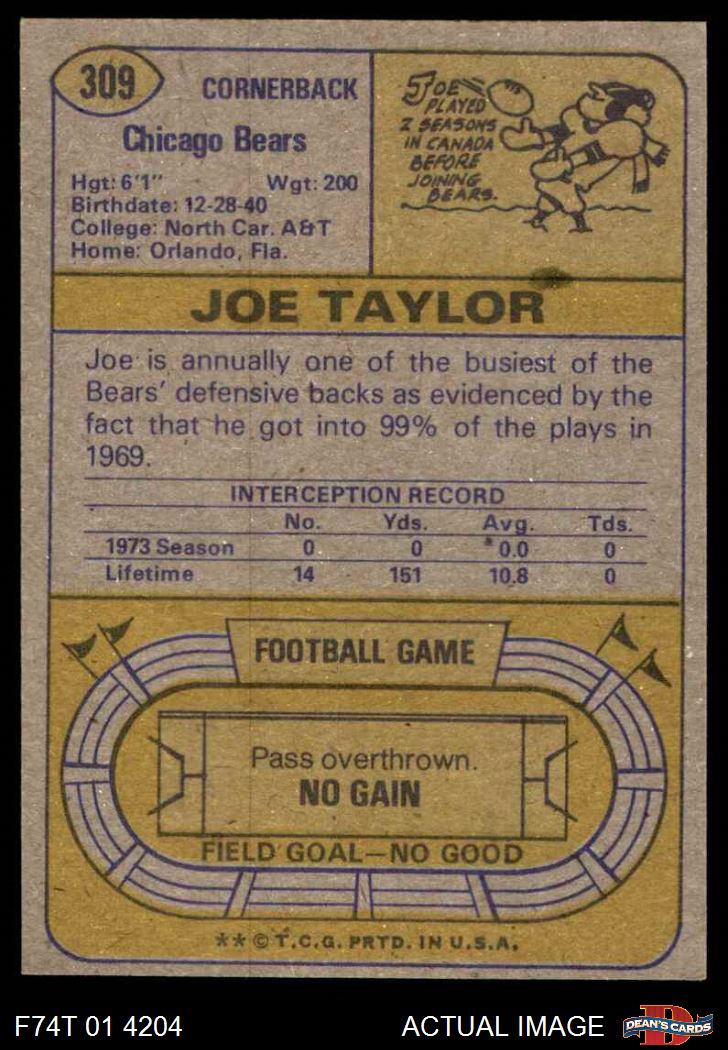 309
CORNERBACK
Chicago Bears
Hgt: 6'1" Wgt: 200
Birthdate: 12-28-40
College: North Car. A&T
Home: Orlando, Fla.
JOE
PLAYED
2 SEASONS
IN CANADA
BEFORE
JOINING
BEARS.
JOE TAYLOR
Joe is annually one of the busiest of the
Bears' defensive backs as evidenced by the
fact that he got into 99% of the plays in
1969.
INTERCEPTION RECORD
No. Yds. Avg. Tds.
1973 Season 0 0 0.0 0
Lifetime 14 151 10.8 0
FOOTBALL GAME
Pass overthrown.
NO GAIN
FIELD GOAL—NO GOOD
** © T.C.G. PRTD. IN U.S.A.
F74T 01 4204 ACTUAL IMAGE
D
DEAN'S CARDS